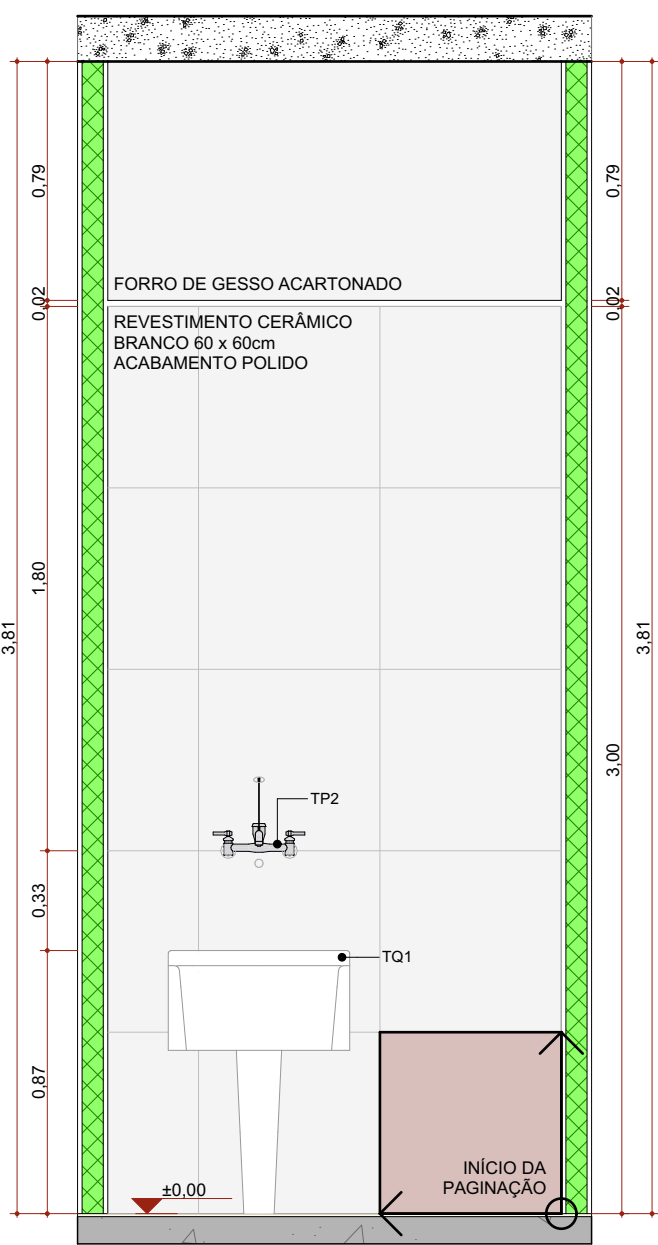 0,79
0,79
FORRO DE GESSO ACARTONADO
0,02
0,02
REVESTIMENTO CERÂMICO
BRANCO 60 x 60cm
ACABAMENTO POLIDO
1,80
3,81
3,81
3,00
TP2
0,33
TQ1
0,87
INÍCIO DA
PAGINAÇÃO
±0,00